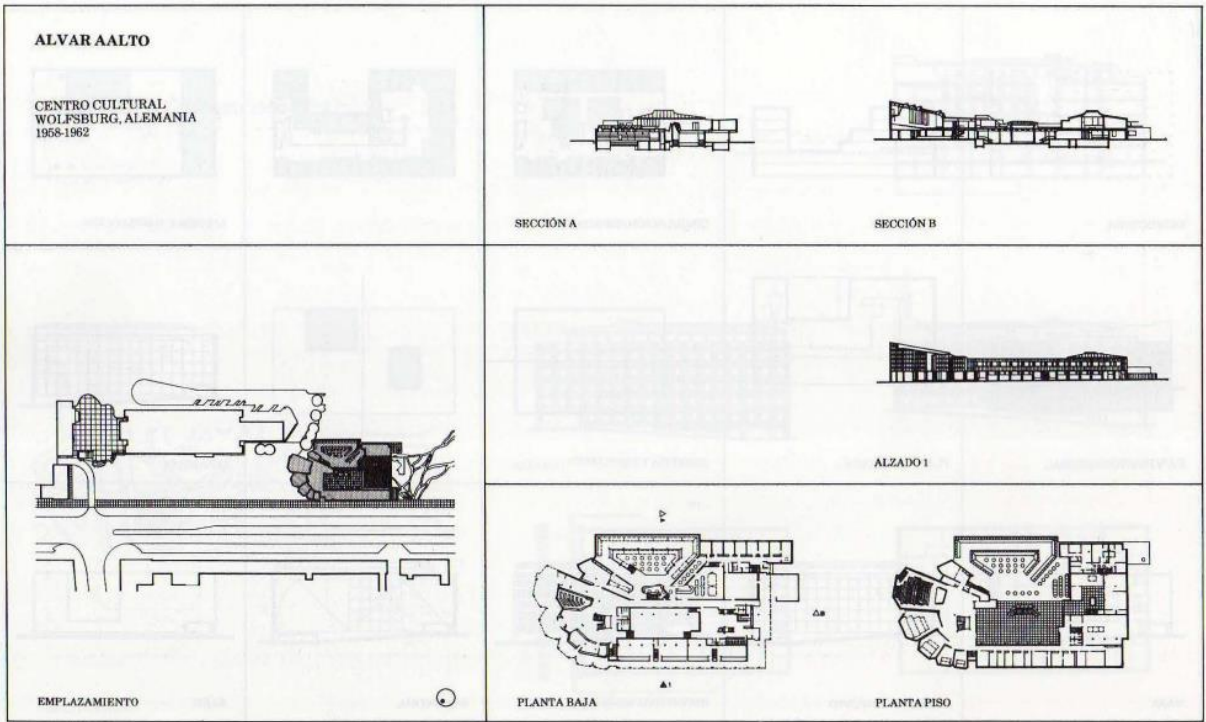 ALVAR AALTO
CENTRO CULTURAL
WOLFSBURG, ALEMANIA
1958-1962
SECCIÓN A
SECCIÓN B
ALZADO 1
EMPLAZAMIENTO
PLANTA BAJA
PLANTA PISO